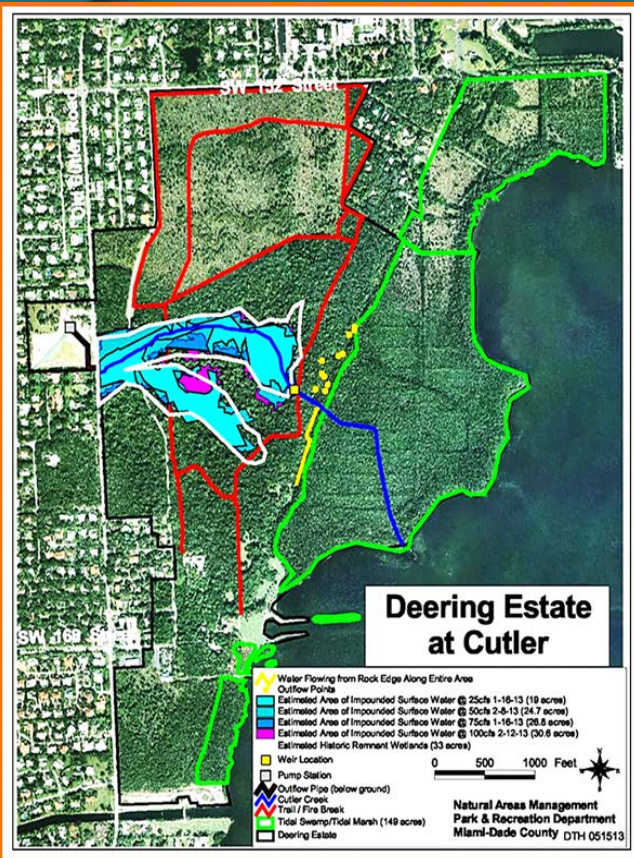 SW 152 Street
Old Cutler Road
SW 168 Street
Deering Estate
at Cutler
Water Flowing from Rock Edge Along Entire Area
Outflow Points
Estimated Area of Impounded Surface Water @ 25cfs 1-16-13 (19 acres)
Estimated Area of Impounded Surface Water @ 50cfs 2-8-13 (24.7 acres)
Estimated Area of Impounded Surface Water @ 75cfs 1-16-13 (26.8 acres)
Estimated Area of Impounded Surface Water @ 100cfs 2-12-13 (30.6 acres)
Estimated Historic Remnant Wetlands (33 acres)
Weir Location
Pump Station
Outflow Pipe (below ground)
Cutler Creek
Trail / Fire Break
Tidal Swamp/Tidal Marsh (149 acres)
Deering Estate
0 500 1000 Feet
N
W E
S
Natural Areas Management
Park & Recreation Department
Miami-Dade County DTH 051513